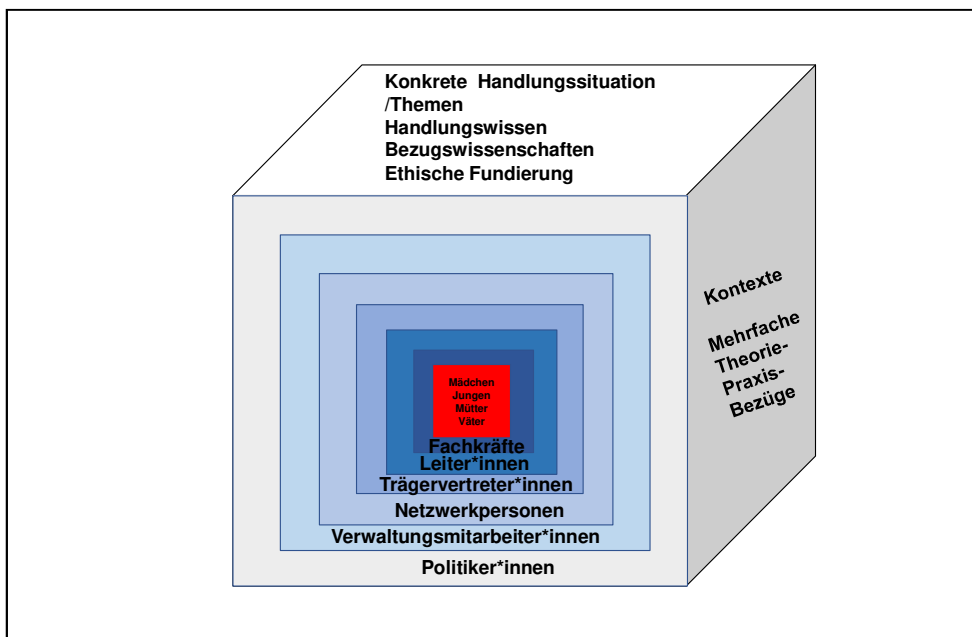 Konkrete Handlungssituation
/Themen
Handlungswissen
Bezugswissenschaften
Ethische Fundierung
Kontexte
Mehrfache
Theorie-
Praxis-
Bezüge
Mädchen
Jungen
Mütter
Väter
Fachkräfte
Leiter*innen
Trägervertreter*innen
Netzwerkpersonen
Verwaltungsmitarbeiter*innen
Politiker*innen